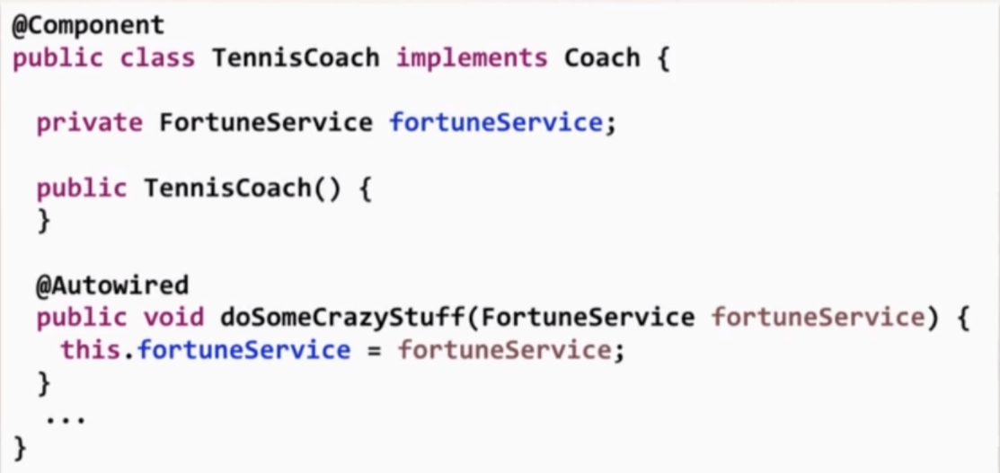 @Component
public class TennisCoach implements Coach {
private FortuneService fortuneService;
public TennisCoach() {
}
@Autowired
public void doSomeCrazyStuff(FortuneService fortuneService) {
this.fortuneService = fortuneService;
}
...
}